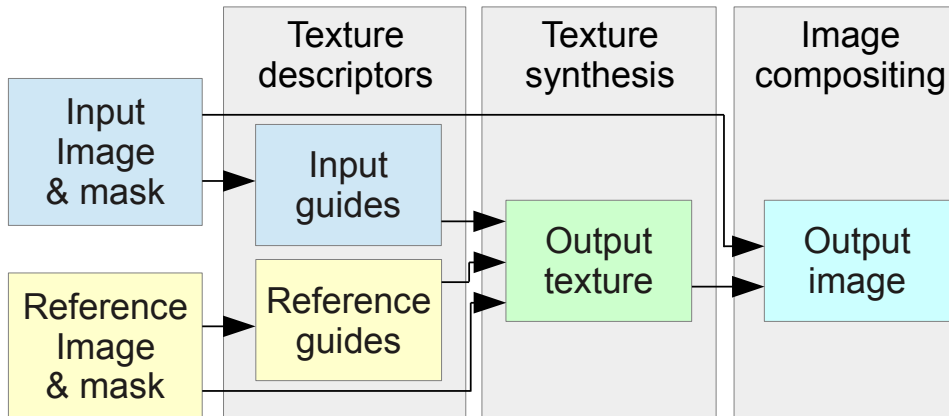 Texture
descriptors
Texture
synthesis
Image
compositing
Input
Image
& mask
Input
guides
Output
texture
Output
image
Reference
Image
& mask
Reference
guides